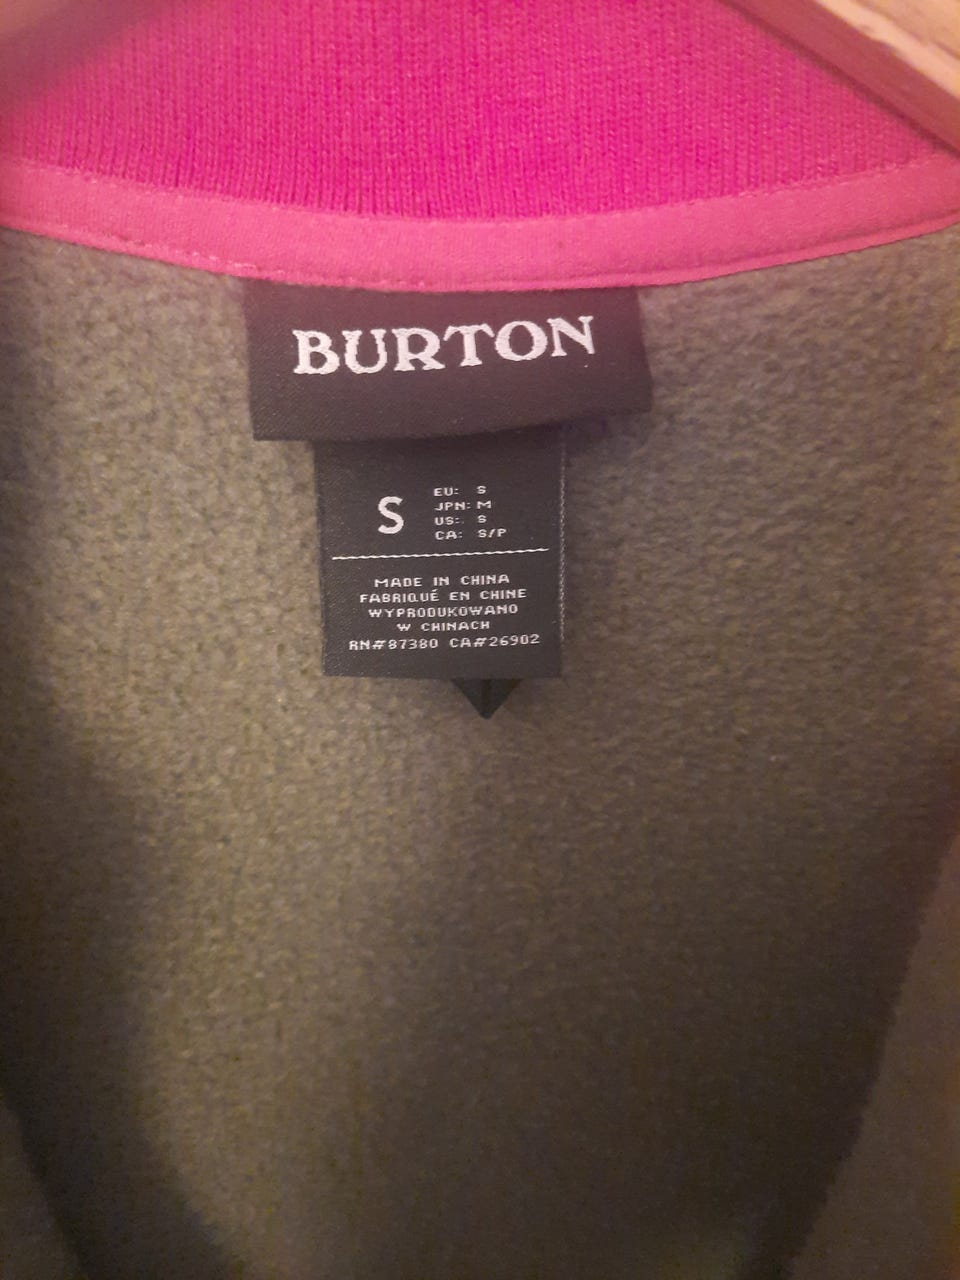 BURTON
S
EU: S
JPN: M
US: S
CA: S/P
MADE IN CHINA
FABRIQUÉ EN CHINE
WYPRODUKOWANO
W CHINACH
RN#87380 CA#26902